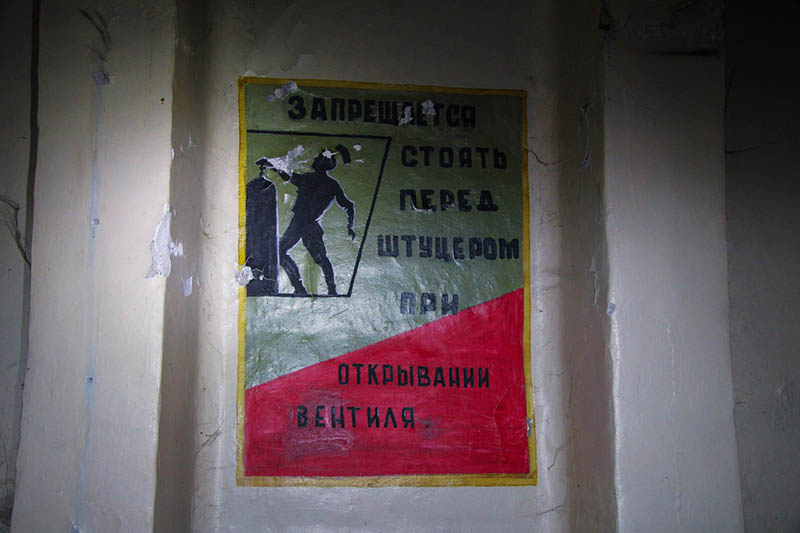 ЗАПРЕЩАЕТСЯ
СТОЯТЬ
ПЕРЕД
ШТУЦЕРОМ
ПРИ
ОТКРЫВАНИИ
ВЕНТИЛЯ.